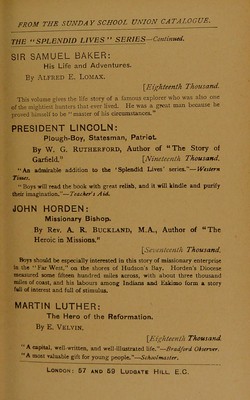 FROM THE SUNDAY SCHOOL UNION CATALOGUE.
THE "SPLENDID LIVES" SERIES—Continued.
SIR SAMUEL BAKER:
His Life and Adventures.
By ALFRED E. LOMAX.
[Eighteenth Thousand.
This volume gives the life story of a famous explorer who was also one
of the mightiest hunters that ever lived. He was a great man because he
proved himself to be "master of his circumstances."
PRESIDENT LINCOLN:
Plough-Boy, Statesman, Patriot.
By W. G. RUTHERFORD, Author of "The Story of
Garfield." [Nineteenth Thousand.
"An admirable addition to the 'Splendid Lives' series."—Western
Times.
"Boys will read the book with great relish, and it will kindle and purify
their imagination."—Teacher's Aid.
JOHN HORDEN:
Missionary Bishop.
By Rev. A. R. BUCKLAND, M.A., Author of "The
Heroic in Missions."
[Seventeenth Thousand.
Boys should be especially interested in this story of missionary enterprise
in the "Far West," on the shores of Hudson's Bay. Horden's Diocese
measured some fifteen hundred miles across, with about three thousand
miles of coast, and his labours among Indians and Eskimo form a story
full of interest and full of stimulus.
MARTIN LUTHER:
The Hero of the Reformation.
By E. VELVIN.
[Eighteenth Thousand.
"A capital, well-written, and well-illustrated life."—Bradford Observer.
"A most valuable gift for young people."—Schoolmaster.
LONDON: 57 AND 59 LUDGATE HILL, E.C.